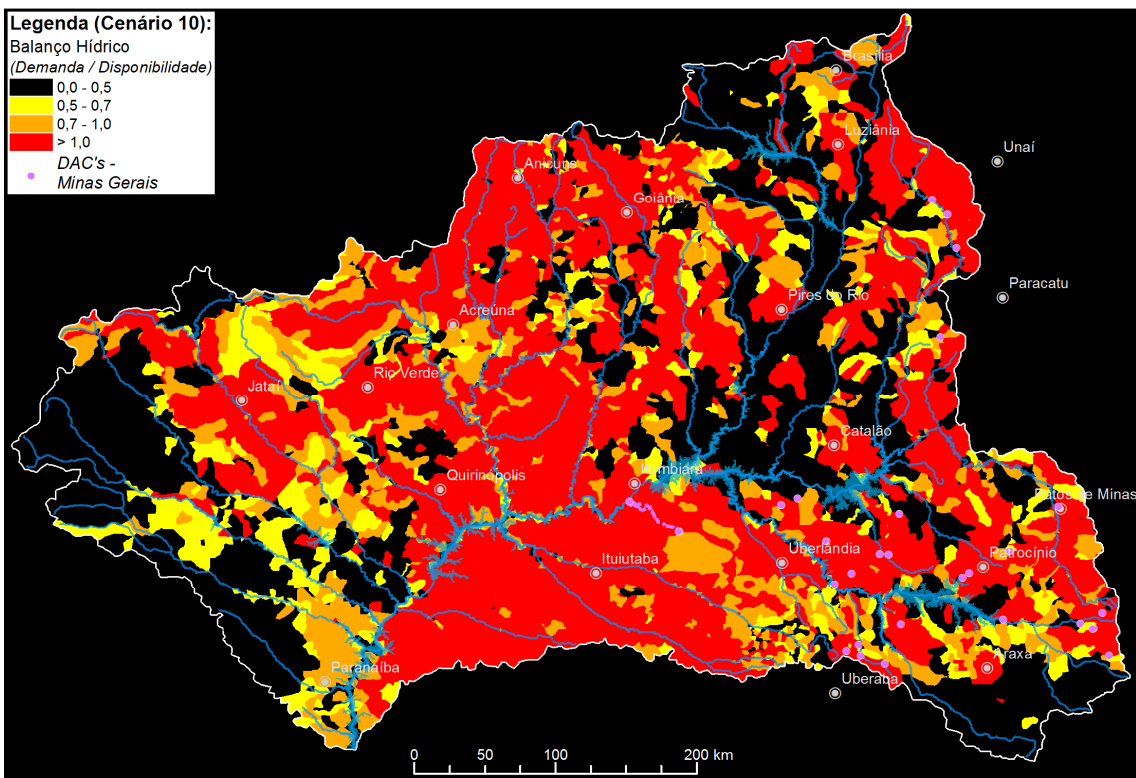 Legenda (Cenário 10):
Balanço Hídrico
(Demanda / Disponibilidade)
0,0 - 0,5
0,5 - 0,7
0,7 - 1,0
> 1,0
DAC's -
Minas Gerais
Brasília
Luziânia
Unaí
Anicuns
Goiânia
Paracatu
Pires do Rio
Acreúna
Rio Verde
Jataí
Catalão
Itumbiara
Quirinópolis
Patos de Minas
Uberlândia
Patrocínio
Ituiutaba
Araxá
Paranaíba
Uberaba
0 50 100 200 km